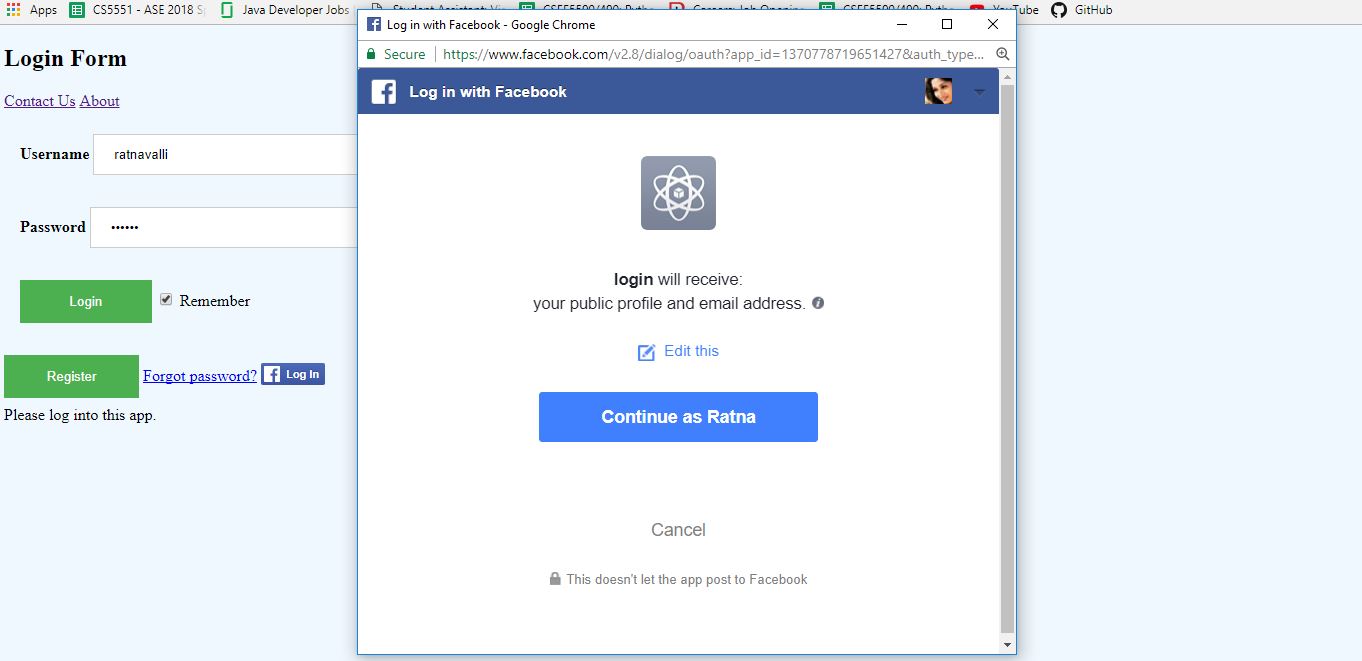 Apps CS5551 - ASE 2018 Sp Java Developer Jobs YouTube GitHub
Login Form
Contact Us About
Username ratnavalli
Password ••••••
Login Remember
Register Forgot password? Log In
Please log into this app.
Log in with Facebook - Google Chrome
Secure https://www.facebook.com/v2.8/dialog/oauth?app_id=1370778719651427&auth_type...
Log in with Facebook
login will receive:
your public profile and email address.
Edit this
Continue as Ratna
Cancel
This doesn't let the app post to Facebook